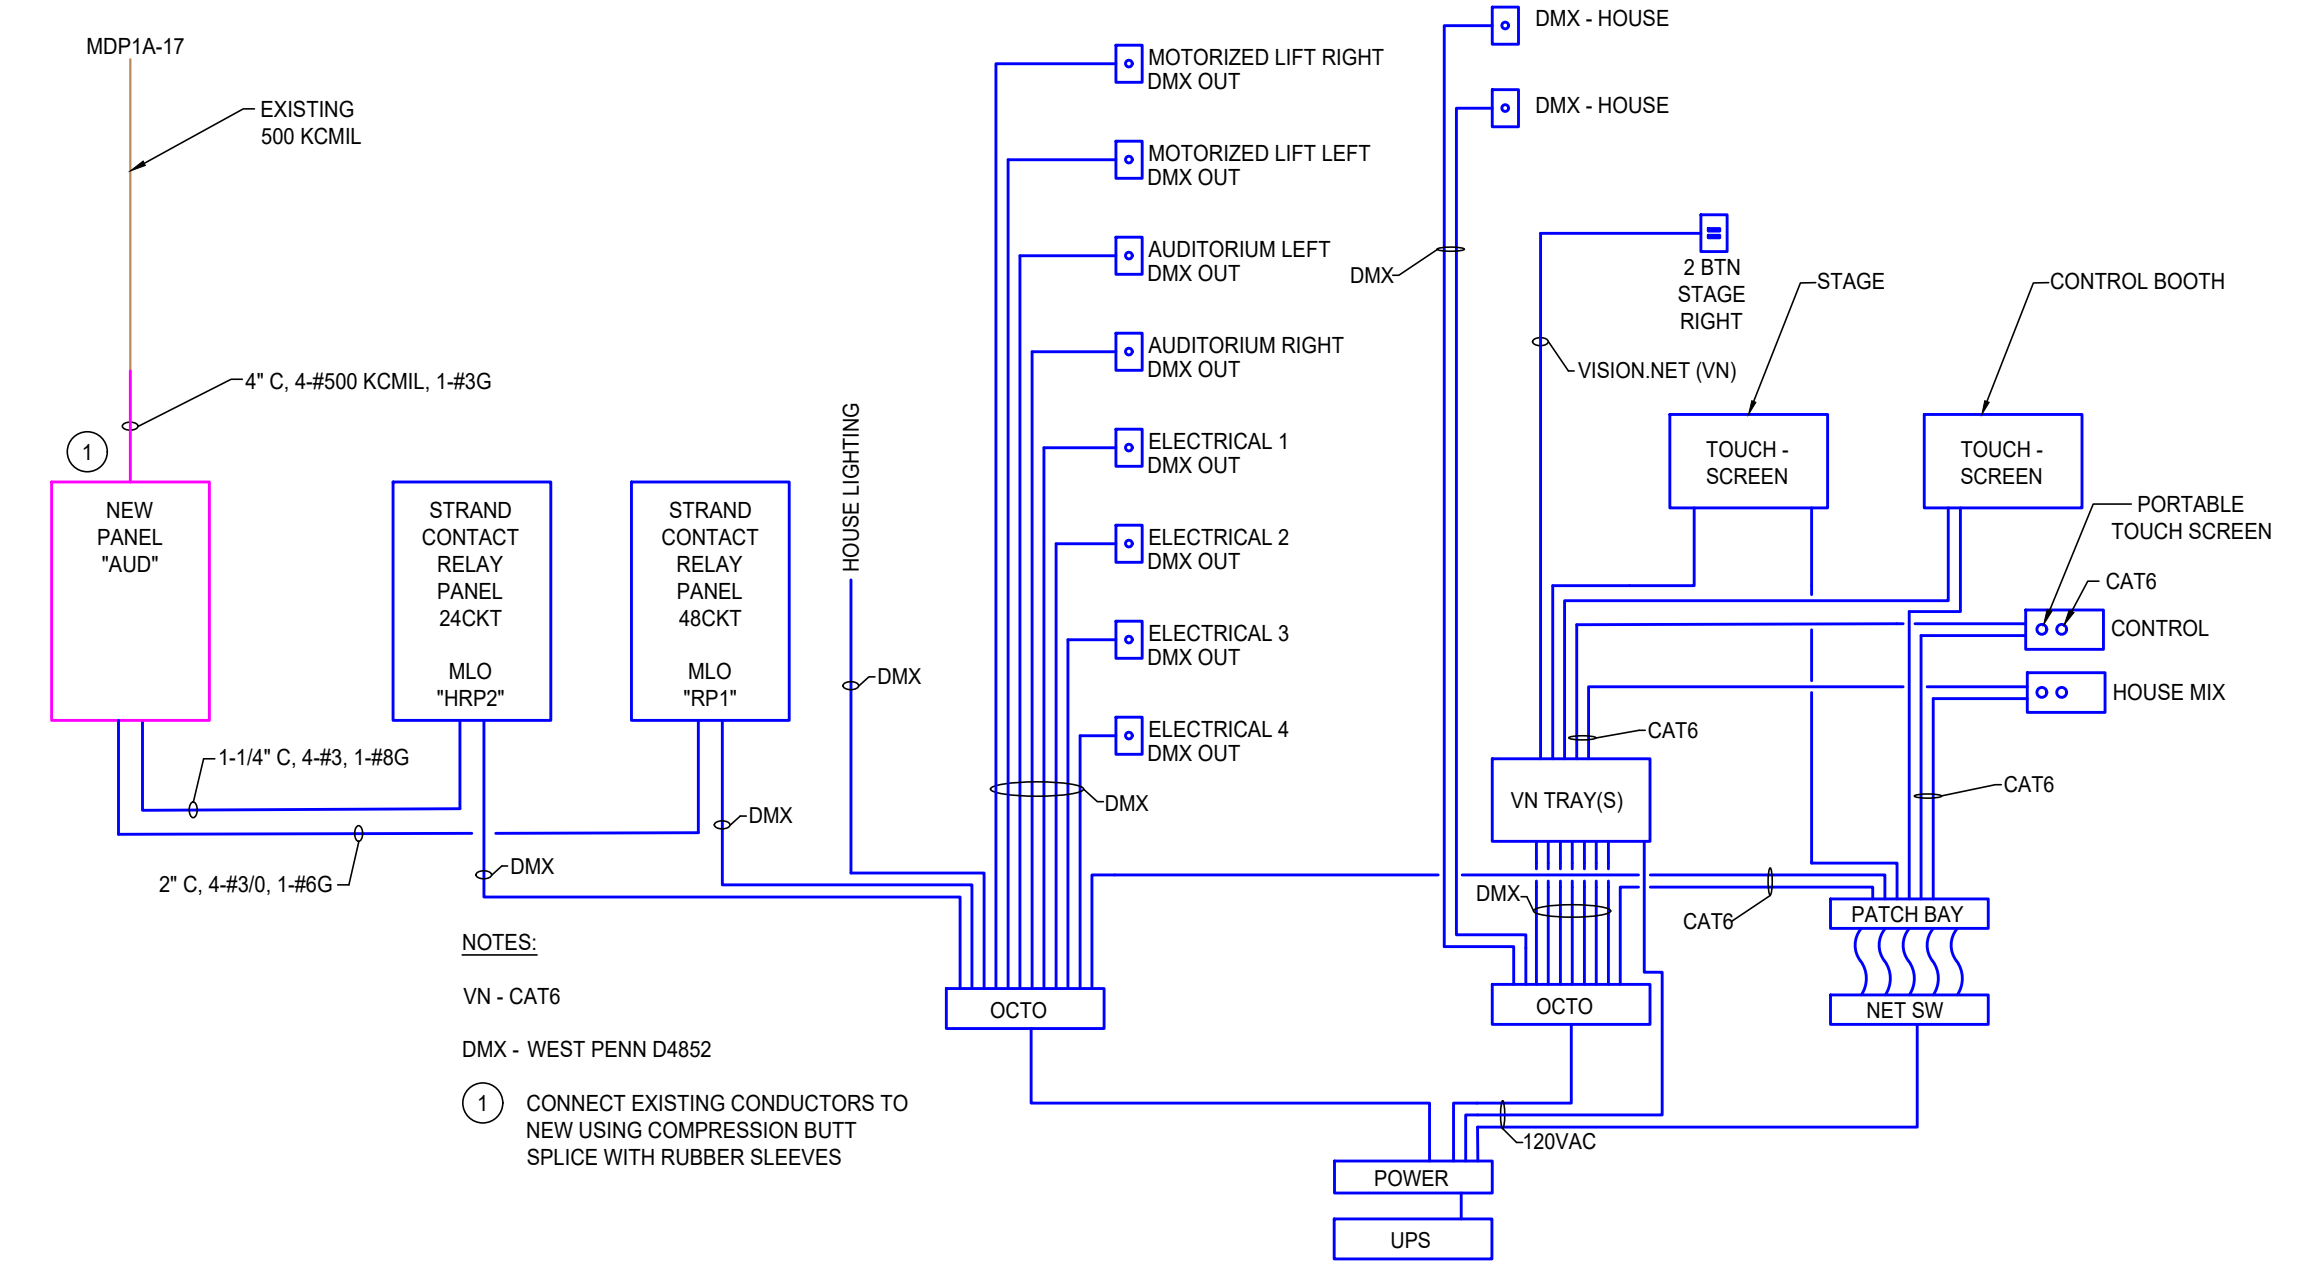 MDP1A-17
EXISTING
500 KCMIL
4" C, 4-#500 KCMIL, 1-#3G
1
NEW
PANEL
"AUD"
STRAND
CONTACT
RELAY
PANEL
24CKT
MLO
"HRP2"
STRAND
CONTACT
RELAY
PANEL
48CKT
MLO
"RP1"
1-1/4" C, 4-#3, 1-#8G
2" C, 4-#3/0, 1-#6G
DMX
DMX
HOUSE LIGHTING
DMX
MOTORIZED LIFT RIGHT
DMX OUT
MOTORIZED LIFT LEFT
DMX OUT
AUDITORIUM LEFT
DMX OUT
AUDITORIUM RIGHT
DMX OUT
ELECTRICAL 1
DMX OUT
ELECTRICAL 2
DMX OUT
ELECTRICAL 3
DMX OUT
ELECTRICAL 4
DMX OUT
DMX
DMX - HOUSE
DMX - HOUSE
DMX
2 BTN
STAGE
RIGHT
VISION.NET (VN)
STAGE
CONTROL BOOTH
TOUCH -
SCREEN
TOUCH -
SCREEN
PORTABLE
TOUCH SCREEN
CAT6
CONTROL
HOUSE MIX
CAT6
CAT6
VN TRAY(S)
DMX
CAT6
PATCH BAY
NET SW
OCTO
OCTO
120VAC
POWER
UPS
NOTES:
VN - CAT6
DMX - WEST PENN D4852
1 CONNECT EXISTING CONDUCTORS TO
NEW USING COMPRESSION BUTT
SPLICE WITH RUBBER SLEEVES